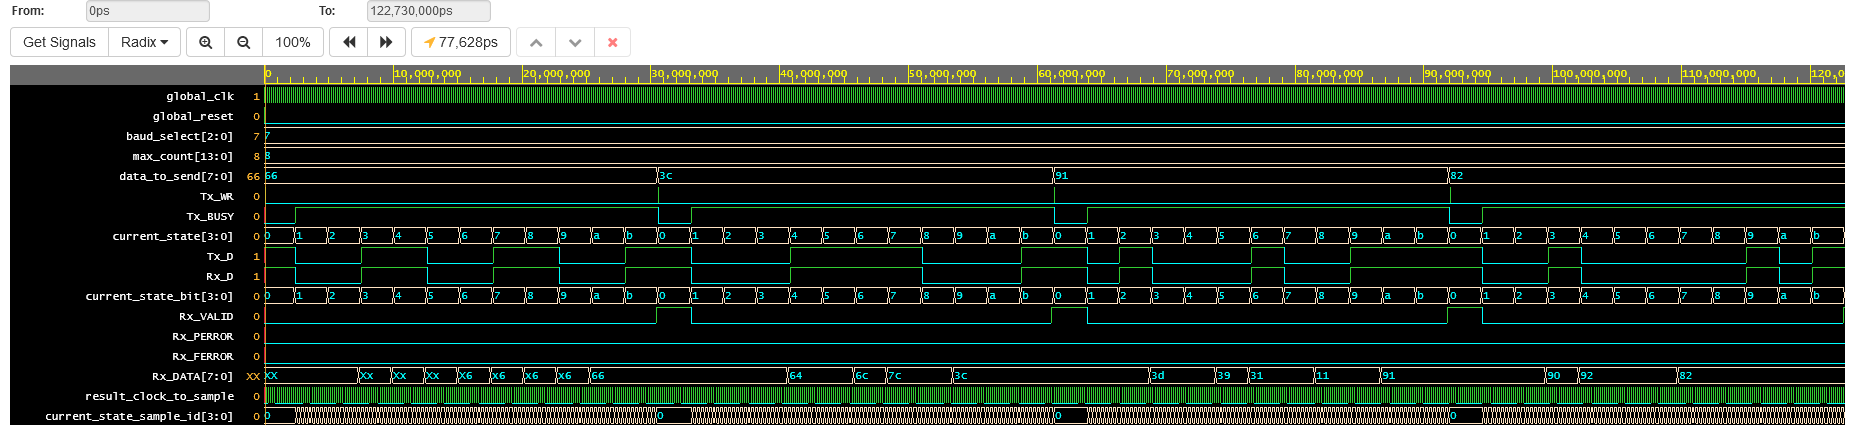 From: 0ps To: 122,730,000ps
Get Signals Radix 100% 77,628ps
0 10,000,000 20,000,000 30,000,000 40,000,000 50,000,000 60,000,000 70,000,000 80,000,000 90,000,000 100,000,000 110,000,000 120,0
global_clk 1
global_reset 0
baud_select[2:0] 7 7
max_count[13:0] 8 8
data_to_send[7:0] 66 66 3c 91 82
Tx_WR 0
Tx_BUSY 0
current_state[3:0] 0 0 1 2 3 4 5 6 7 8 9 a b 0 1 2 3 4 5 6 7 8 9 a b 0 1 2 3 4 5 6 7 8 9 a b 0 1 2 3 4 5 6 7 8 9 a b
Tx_D 1
Rx_D 1
current_state_bit[3:0] 0 0 1 2 3 4 5 6 7 8 9 a b 0 1 2 3 4 5 6 7 8 9 a b 0 1 2 3 4 5 6 7 8 9 a b 0 1 2 3 4 5 6 7 8 9 a b
Rx_VALID 0
Rx_PERROR 0
Rx_FERROR 0
Rx_DATA[7:0] XX XX Xx Xx Xx X6 x6 x6 x6 66 64 6c 7c 3c 3d 39 31 11 91 90 92 82
result_clock_to_sample 0
current_state_sample_id[3:0] 0 0 0 0 0